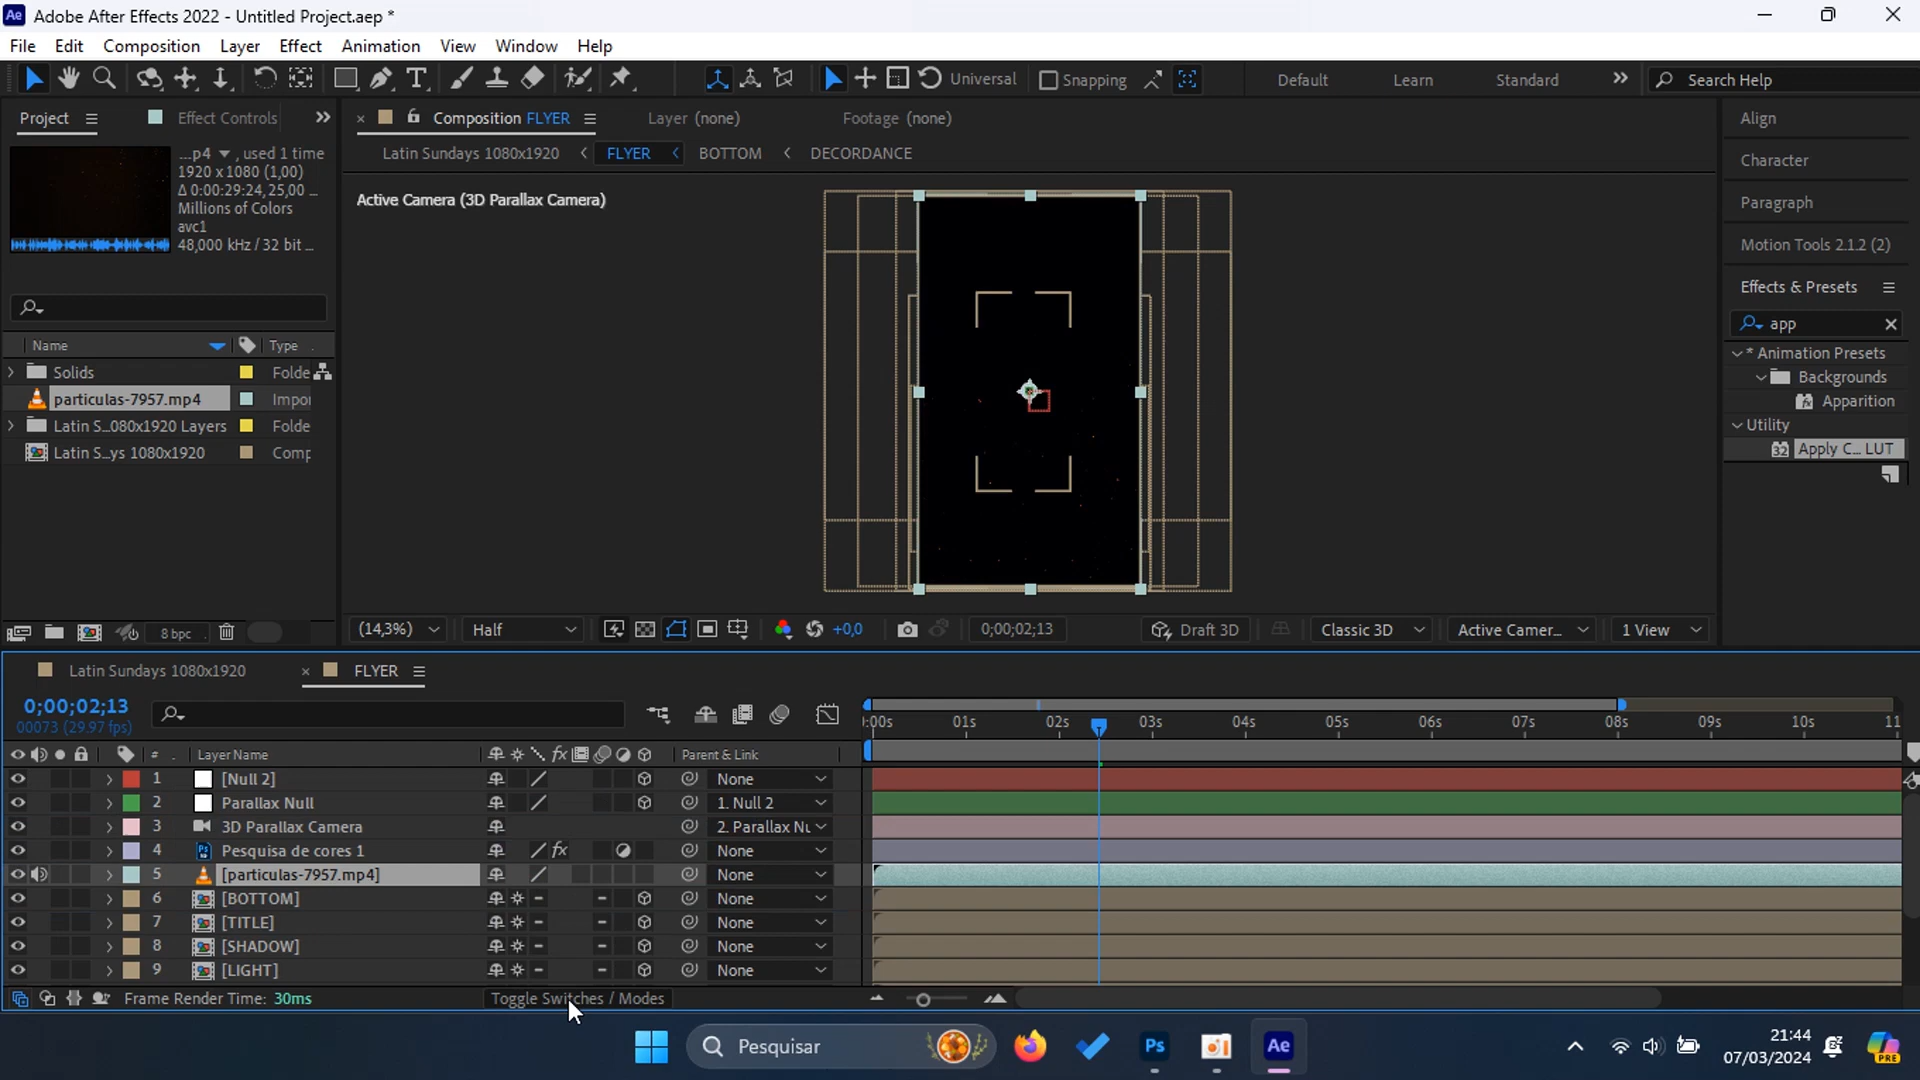 Adobe After Effects 2022 - Untitled Project.aep *
File Edit Composition Layer Effect Animation View Window Help
Universal Snapping Default Learn Standard Search Help
Project Effect Controls
Composition FLYER Layer (none) Footage (none)
Latin Sundays 1080x1920 FLYER BOTTOM DECORDANCE
...p4 , used 1 time
1920 x 1080 (1,00)
Δ 0:00:29:24, 25,00 ...
Millions of Colors
avc1
48,000 kHz / 32 bit ...
Active Camera (3D Parallax Camera)
Name Type
Solids Folde
particulas-7957.mp4 Impor
Latin S...080x1920 Layers Folde
Latin S...ys 1080x1920 Comp
8 bpc
(14,3%) Half +0,0 0;00;02;13 Draft 3D Classic 3D Active Camer... 1 View
Align
Character
Paragraph
Motion Tools 2.1.2 (2)
Effects & Presets
app
* Animation Presets
Backgrounds
Apparition
Utility
32 Apply C... LUT
Latin Sundays 1080x1920 FLYER
0;00;02;13
00073 (29.97 fps)
:00s 01s 02s 03s 04s 05s 06s 07s 08s 09s 10s 11
# Layer Name fx Parent & Link
1 [Null 2] None
2 Parallax Null 1. Null 2
3 3D Parallax Camera 2. Parallax Nu
4 Pesquisa de cores 1 fx None
5 [particulas-7957.mp4] None
6 [BOTTOM] None
7 [TITLE] None
8 [SHADOW] None
9 [LIGHT] None
Frame Render Time: 30ms Toggle Switches / Modes
Pesquisar
Ps
Ae
21:44
07/03/2024
PRE